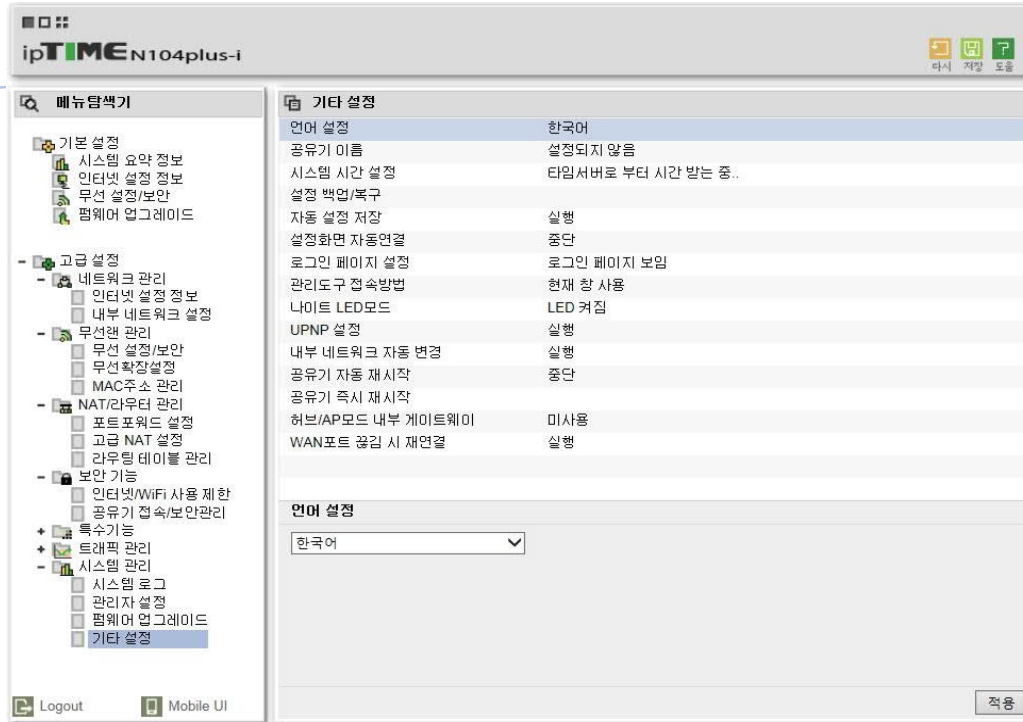 ipTIME N104plus-i
다시 저장 도움
메뉴탐색기
기본 설정
시스템 요약 정보
인터넷 설정 정보
무선 설정/보안
펌웨어 업그레이드
고급 설정
네트워크 관리
인터넷 설정 정보
내부 네트워크 설정
무선랜 관리
무선 설정/보안
무선확장설정
MAC주소 관리
NAT/라우터 관리
포트포워드 설정
고급 NAT 설정
라우팅 테이블 관리
보안 기능
인터넷/WiFi 사용 제한
공유기 접속/보안관리
특수기능
트래픽 관리
시스템 관리
시스템 로그
관리자 설정
펌웨어 업그레이드
기타 설정
Logout Mobile UI
기타 설정
언어 설정 한국어
공유기 이름 설정되지 않음
시스템 시간 설정 타임서버로 부터 시간 받는 중..
설정 백업/복구
자동 설정 저장 실행
설정화면 자동연결 중단
로그인 페이지 설정 로그인 페이지 보임
관리도구 접속방법 현재 창 사용
나이트 LED모드 LED 켜짐
UPNP 설정 실행
내부 네트워크 자동 변경 실행
공유기 자동 재시작 중단
공유기 즉시 재시작
허브/AP모드 내부 게이트웨이 미사용
WAN포트 끊김 시 재연결 실행
언어 설정
한국어
적용